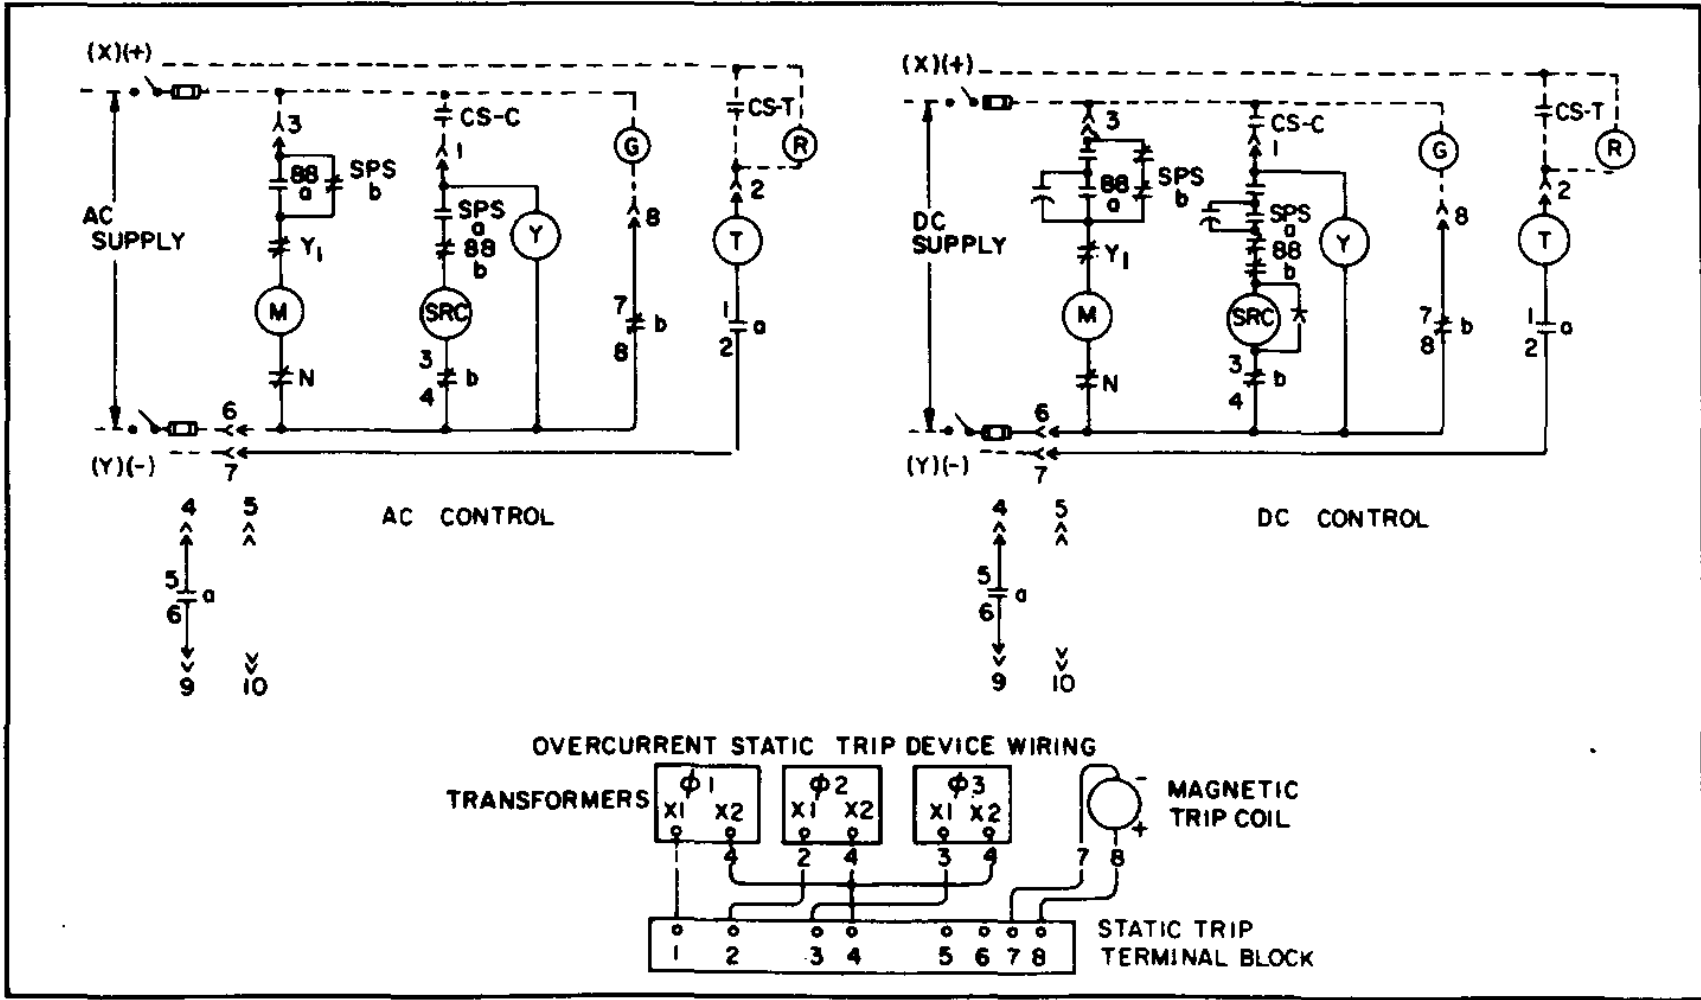 (X)(+)
AC SUPPLY
3
88 a
SPS b
Y1
M
N
CS-C
1
SPS a
88 b
SRC
3
4
b
Y
G
8
7
8
b
CS-T
R
2
T
1
2
a
6
7
(Y)(-)
4 5
5
6
a
9 10
AC CONTROL
(X)(+)
DC SUPPLY
3
88 a
SPS b
Y1
M
N
CS-C
1
SPS a
88 b
SRC
3
4
b
Y
G
8
7
8
b
CS-T
R
2
T
1
2
a
6
7
(Y)(-)
4 5
5
6
a
9 10
DC CONTROL
OVERCURRENT STATIC TRIP DEVICE WIRING
TRANSFORMERS
ϕ1 ϕ2 ϕ3
X1 X2 X1 X2 X1 X2
4 2 4 3 4 7 8
-
+
MAGNETIC
TRIP COIL
STATIC TRIP
TERMINAL BLOCK
1 2 3 4 5 6 7 8